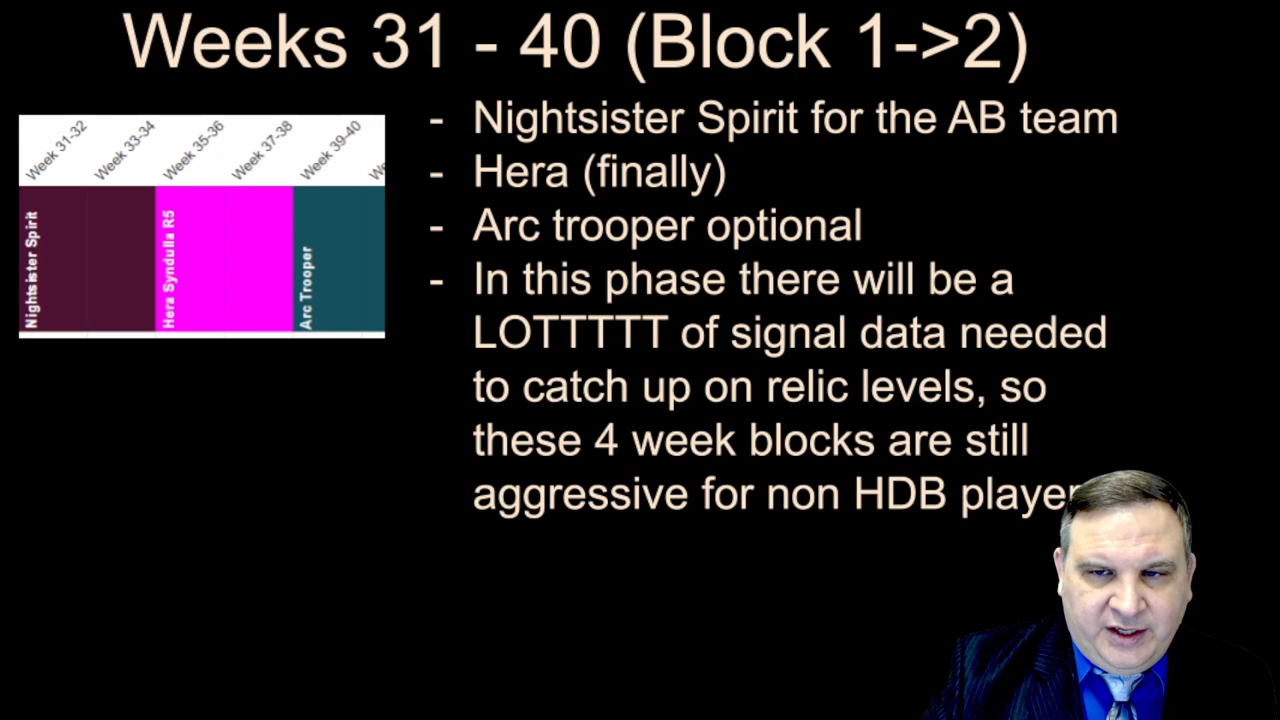 Weeks 31 - 40 (Block 1->2)
Week 31-32
Week 33-34
Week 35-36
Week 37-38
Week 39-40
Nightsister Spirit
Hera Syndulla R5
Arc Trooper
- Nightsister Spirit for the AB team
- Hera (finally)
- Arc trooper optional
- In this phase there will be a
LOTTTTT of signal data needed
to catch up on relic levels, so
these 4 week blocks are still
aggressive for non HDB player